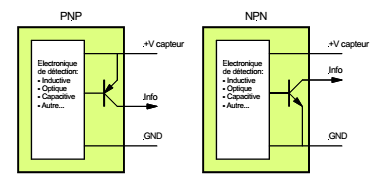 PNP
.+V capteur
Electronique
de détection:
• Inductive
• Optique
• Capacitive
• Autre...
.Info
.GND
NPN
.+V capteur
.Info
Electronique
de détection:
• Inductive
• Optique
• Capacitive
• Autre...
.GND